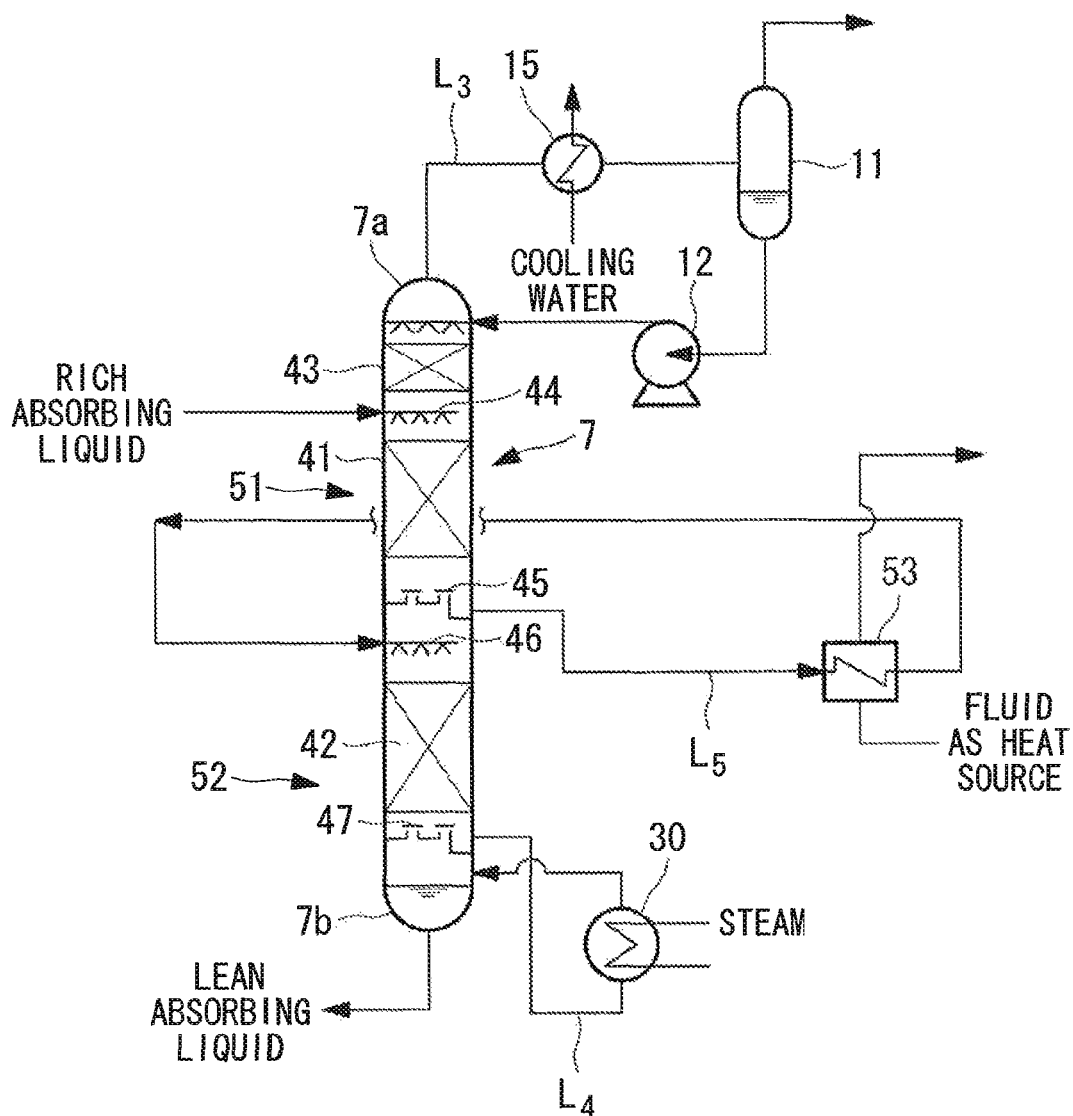 L3
15
11
7a
COOLING
WATER
12
43
RICH
ABSORBING
LIQUID
44
41
7
51
45
53
46
FLUID
AS HEAT
SOURCE
42
L5
52
47
30
7b
STEAM
LEAN
ABSORBING
LIQUID
L4